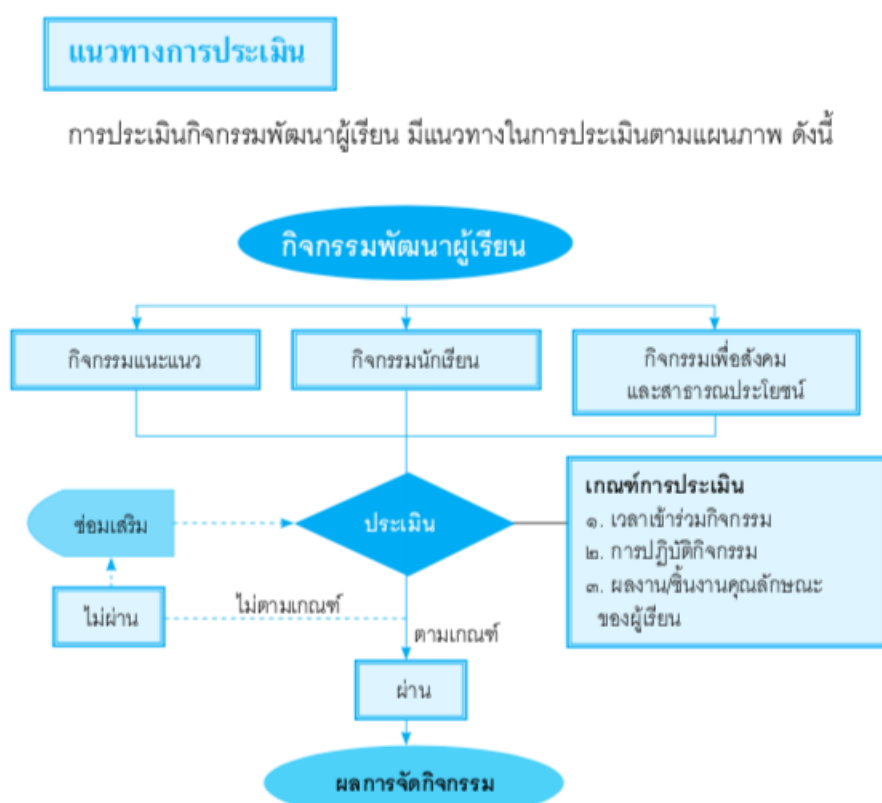 แนวทางการประเมิน
การประเมินกิจกรรมพัฒนาผู้เรียน มีแนวทางในการประเมินตามแผนภาพ ดังนี้
กิจกรรมพัฒนาผู้เรียน
กิจกรรมแนะแนว
กิจกรรมนักเรียน
กิจกรรมเพื่อสังคม
และสาธารณประโยชน์
ซ่อมเสริม
ประเมิน
เกณฑ์การประเมิน
๑. เวลาเข้าร่วมกิจกรรม
๒. การปฏิบัติกิจกรรม
๓. ผลงาน/ชิ้นงานคุณลักษณะ
ของผู้เรียน
ไม่ผ่าน
ไม่ตามเกณฑ์
ตามเกณฑ์
ผ่าน
ผลการจัดกิจกรรม